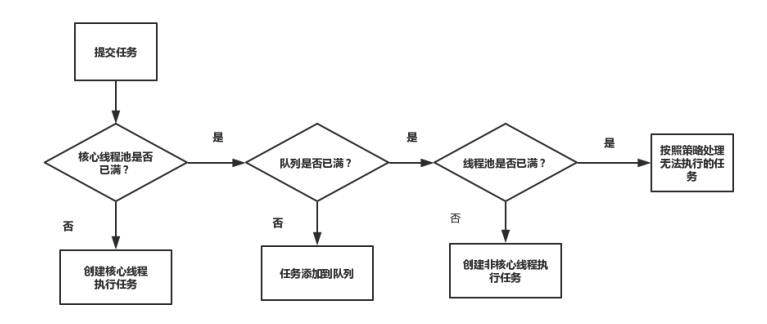 提交任务
核心线程池是否
已满？
是
队列是否已满？
是
线程池是否已满？
是
按照策略处理
无法执行的任
务
否
创建核心线程
执行任务
否
任务添加到队列
否
创建非核心线程执
行任务